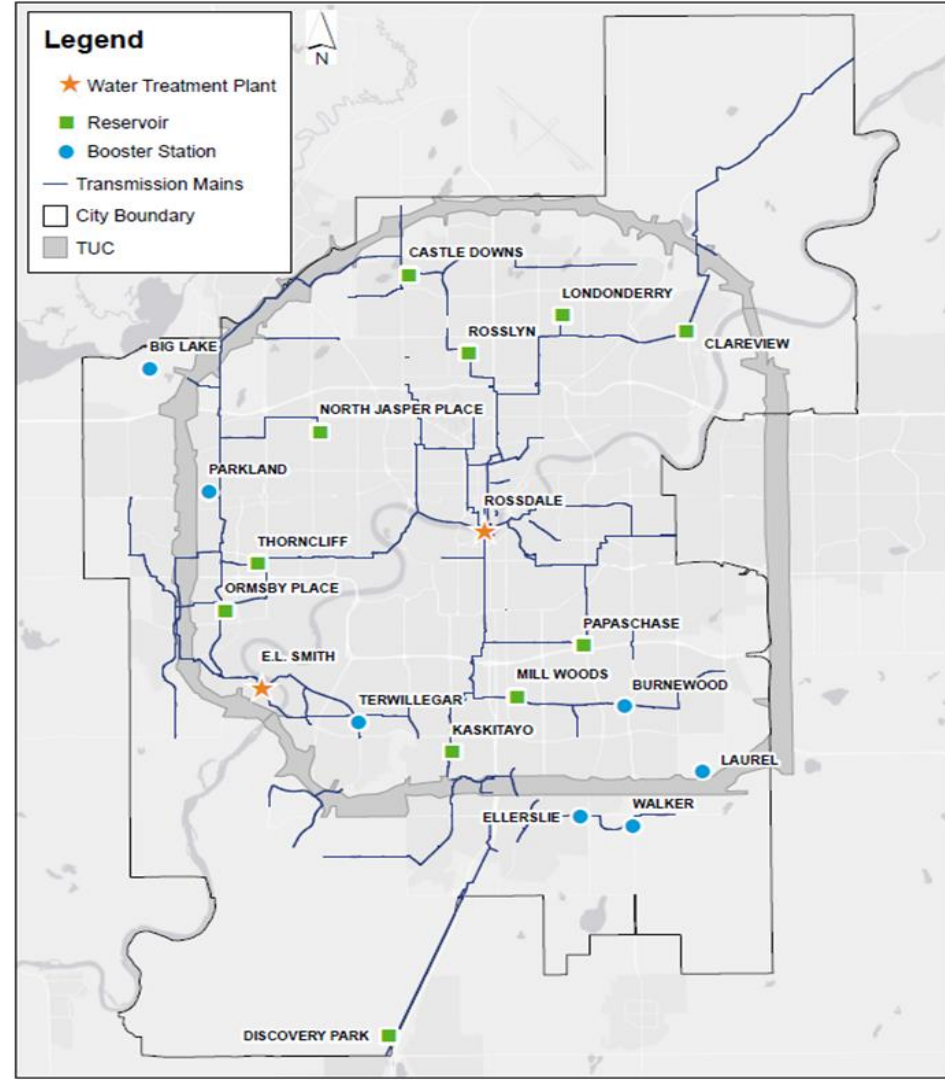 Legend
N
Water Treatment Plant
Reservoir
Booster Station
Transmission Mains
City Boundary
TUC
CASTLE DOWNS
LONDONDERRY
ROSSLYN
CLAREVIEW
BIG LAKE
NORTH JASPER PLACE
PARKLAND
ROSSDALE
THORNCLIFF
ORMSBY PLACE
PAPASCHASE
E.L. SMITH
MILL WOODS
BURNEWOOD
TERWILLEGAR
KASKITAYO
LAUREL
WALKER
ELLERSLIE
DISCOVERY PARK